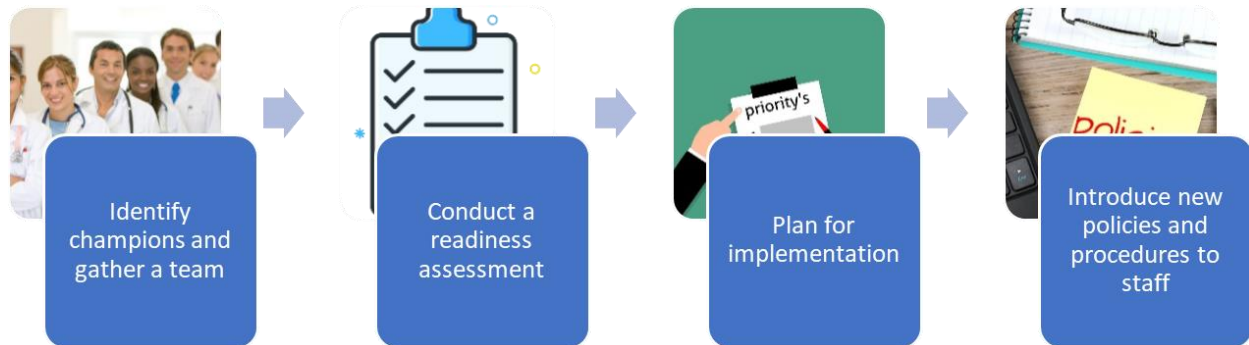 priority's
Identify
champions and
gather a team
Conduct a
readiness
assessment
Plan for
implementation
Introduce new
policies and
procedures to
staff